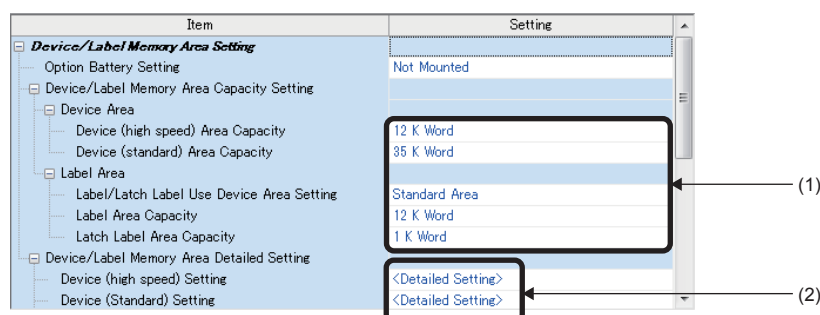 Item Setting
Device/Label Memory Area Setting
Option Battery Setting Not Mounted
Device/Label Memory Area Capacity Setting
Device Area
Device (high speed) Area Capacity 12 K Word
Device (standard) Area Capacity 35 K Word
Label Area
Label/Latch Label Use Device Area Setting Standard Area
(1)
Label Area Capacity 12 K Word
Latch Label Area Capacity 1 K Word
Device/Label Memory Area Detailed Setting
Device (high speed) Setting <Detailed Setting>
Device (Standard) Setting <Detailed Setting>
(2)